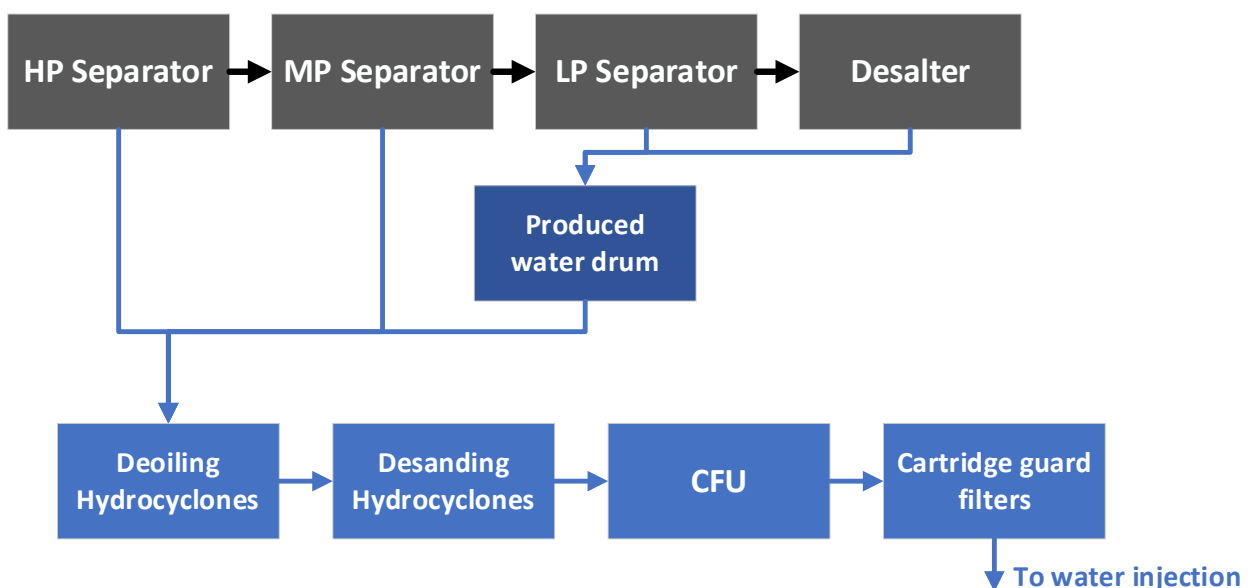 HP Separator
MP Separator
LP Separator
Desalter
Produced
water drum
Deoiling
Hydrocyclones
Desanding
Hydrocyclones
CFU
Cartridge guard
filters
To water injection